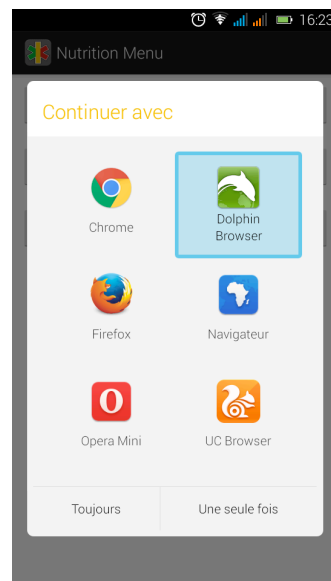 16:23
Nutrition Menu
Continuer avec
Chrome
Dolphin
Browser
Firefox
Navigateur
Opera Mini
UC Browser
Toujours
Une seule fois